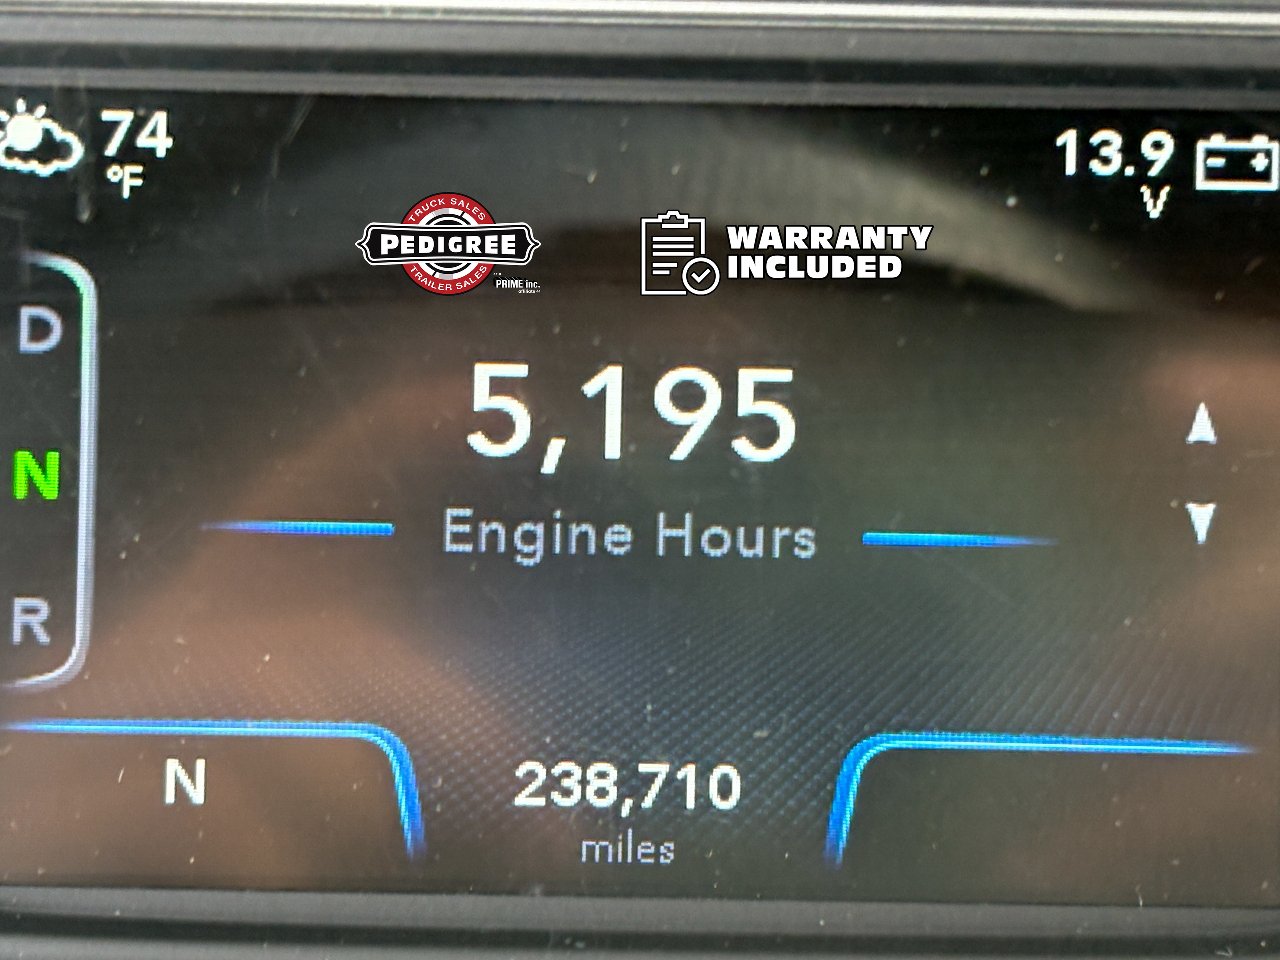 74
°F
13.9
V
TRUCK SALES
PEDIGREE
TRAILER SALES
PRIME inc.
WARRANTY
INCLUDED
D
N
R
5,195
Engine Hours
N
238,710
miles